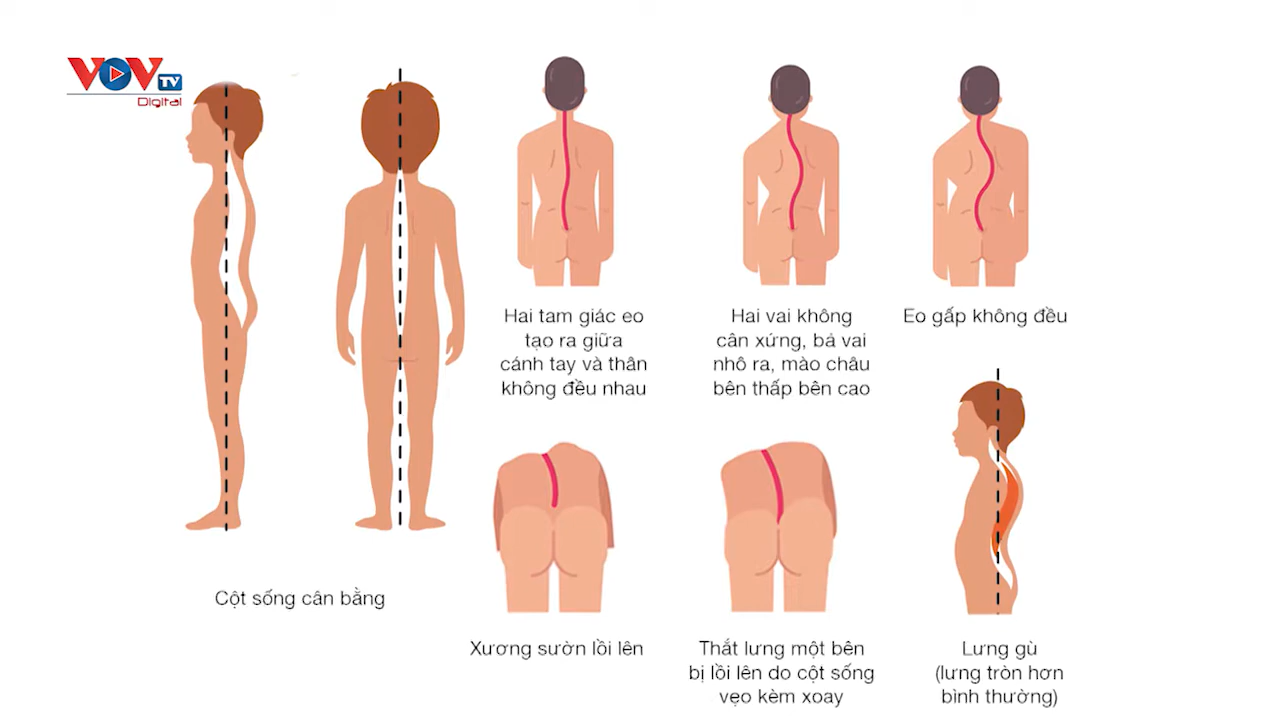 VOV TV
Digital
Hai tam giác eo
tạo ra giữa
cánh tay và thân
không đều nhau
Hai vai không
cân xứng, bả vai
nhô ra, mào chậu
bên thấp bên cao
Eo gấp không đều
Cột sống cân bằng
Xương sườn lồi lên
Thắt lưng một bên
bị lồi lên do cột sống
vẹo kèm xoay
Lưng gù
(lưng tròn hơn
bình thường)